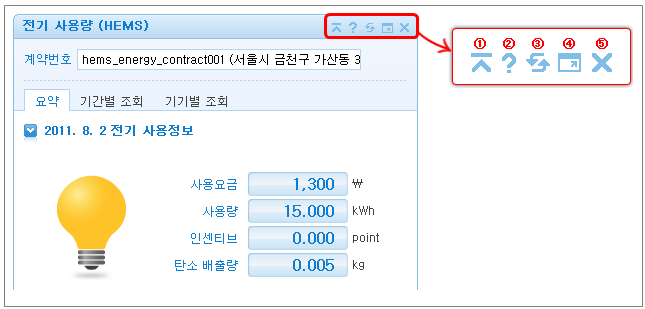 전기 사용량 (HEMS)
① ② ③ ④ ⑤
계약번호 hems_energy_contract001 (서울시 금천구 가산동 3
요약 기간별 조회 기기별 조회
2011. 8. 2 전기 사용정보
사용요금 1,300 ₩
사용량 15.000 kWh
인센티브 0.000 point
탄소 배출량 0.005 kg